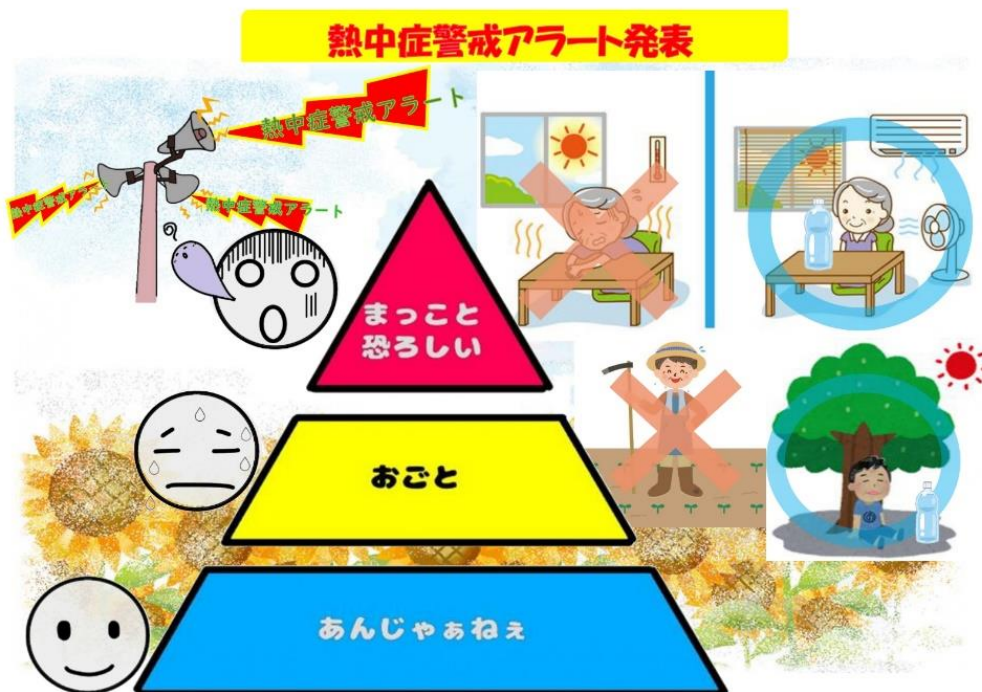 熱中症警戒アラート発表
熱中症警戒アラート
熱中症警戒アラート
熱中症警戒アラート
まっこと
恐ろしい
おごと
あんじゃぁねぇ